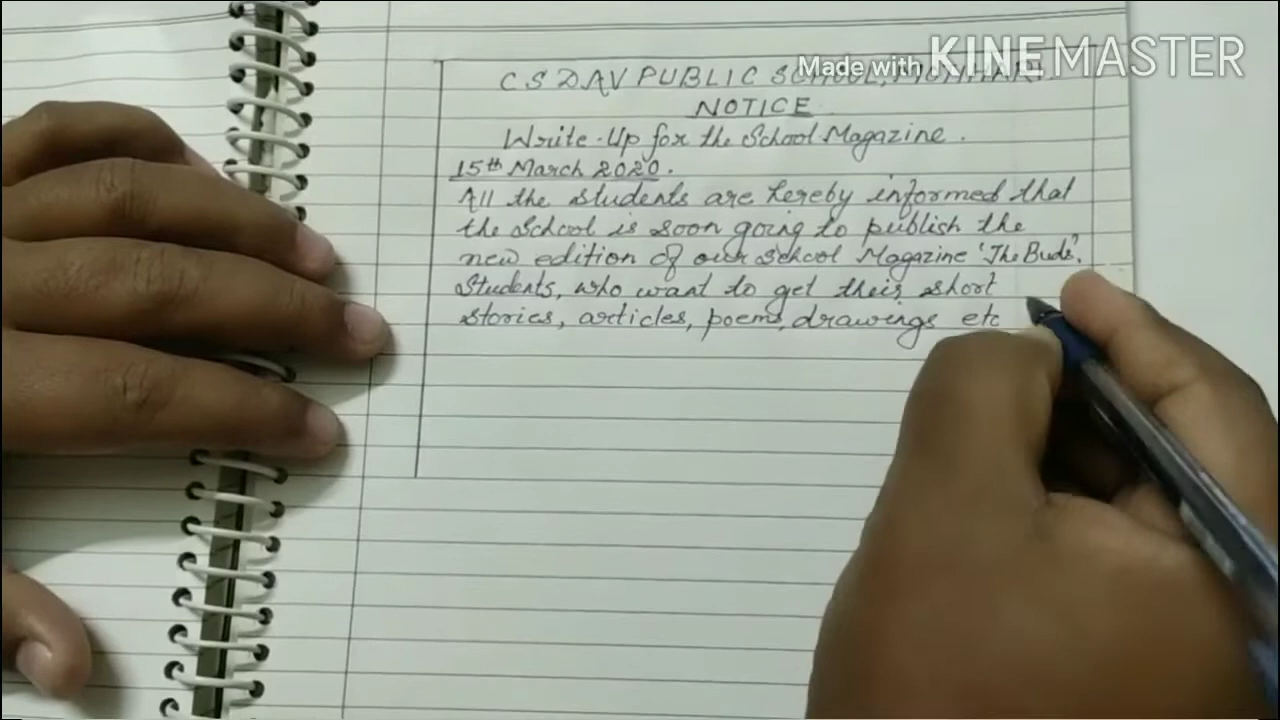 Made with KINEMASTER
C S DAV PUBLIC SCHOOL,
NOTICE
Write-Up for the School Magazine.
15th March 2020.
All the students are hereby informed that
the School is soon going to publish the
new edition of our School Magazine 'The Buds'.
Students, who want to get their short
stories, articles, poems, drawings etc